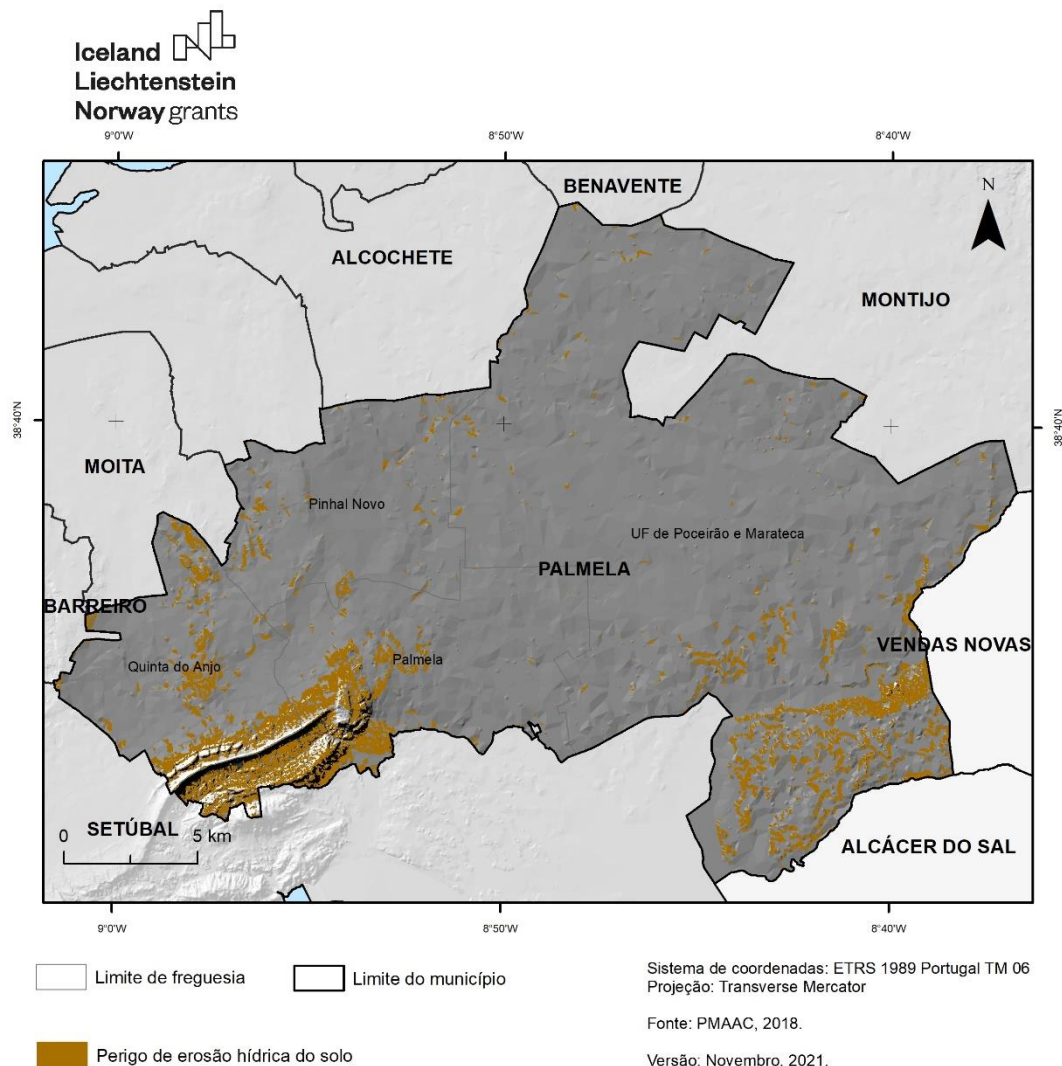 Iceland
Liechtenstein
Norway grants
9°0'W
8°50'W
8°40'W
BENAVENTE
N
ALCOCHETE
MONTIJO
38°40'N
38°40'N
MOITA
Pinhal Novo
UF de Poceirão e Marateca
PALMELA
BARREIRO
VENDAS NOVAS
Quinta do Anjo
Palmela
SETÚBAL
0 5 km
ALCÁCER DO SAL
9°0'W
8°50'W
8°40'W
Limite de freguesia
Limite do município
Perigo de erosão hídrica do solo
Sistema de coordenadas: ETRS 1989 Portugal TM 06
Projeção: Transverse Mercator
Fonte: PMAAC, 2018.
Versão: Novembro, 2021.